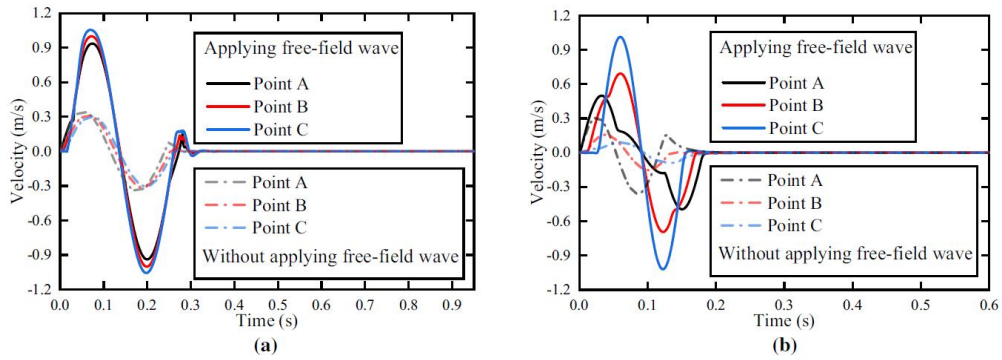 1.2
0.9
0.6
0.3
0.0
-0.3
-0.6
-0.9
-1.2
Velocity (m/s)
Applying free-field wave
Point A
Point B
Point C
Point A
Point B
Point C
Without applying free-field wave
0.0 0.1 0.2 0.3 0.4 0.5 0.6 0.7 0.8 0.9
Time (s)
(a)
1.2
0.9
0.6
0.3
0.0
-0.3
-0.6
-0.9
-1.2
Velocity (m/s)
Applying free-field wave
Point A
Point B
Point C
Point A
Point B
Point C
Without applying free-field wave
0.0 0.1 0.2 0.3 0.4 0.5 0.6
Time (s)
(b)